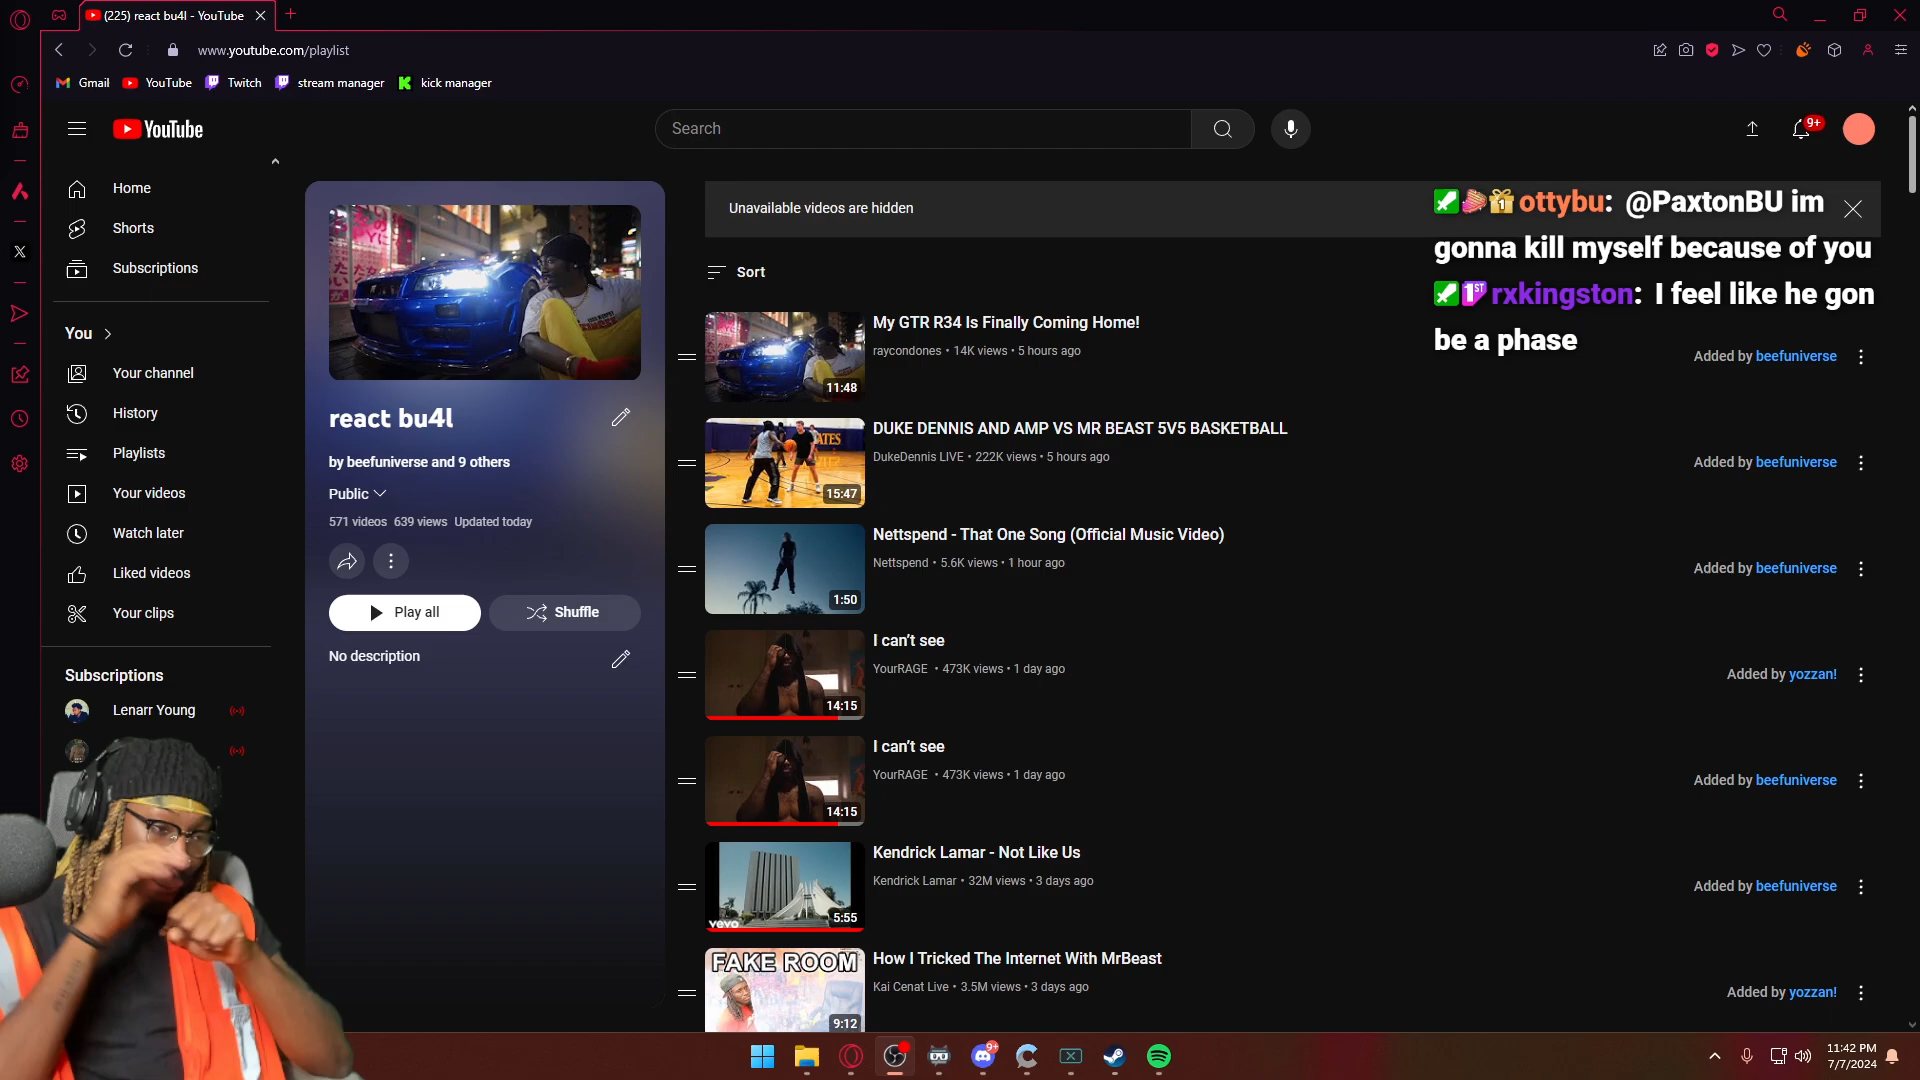 (225) react bu4l - YouTube
www.youtube.com/playlist
Gmail YouTube Twitch stream manager kick manager
YouTube
Search
9+
Home
Shorts
Subscriptions
You
Your channel
History
Playlists
Your videos
Watch later
Liked videos
Your clips
Subscriptions
Lenarr Young
react bu4l
by beefuniverse and 9 others
Public
571 videos 639 views Updated today
Play all
Shuffle
No description
Unavailable videos are hidden
Sort
ottybu: @PaxtonBU im
gonna kill myself because of you
1ST rxkingston: I feel like he gon
be a phase
11:48
My GTR R34 Is Finally Coming Home!
raycondones • 14K views • 5 hours ago
Added by beefuniverse
15:47
DUKE DENNIS AND AMP VS MR BEAST 5V5 BASKETBALL
DukeDennis LIVE • 222K views • 5 hours ago
Added by beefuniverse
1:50
Nettspend - That One Song (Official Music Video)
Nettspend • 5.6K views • 1 hour ago
Added by beefuniverse
14:15
I can't see
YourRAGE • 473K views • 1 day ago
Added by yozzan!
14:15
I can't see
YourRAGE • 473K views • 1 day ago
Added by beefuniverse
vevo
5:55
Kendrick Lamar - Not Like Us
Kendrick Lamar • 32M views • 3 days ago
Added by beefuniverse
FAKE ROOM
9:12
How I Tricked The Internet With MrBeast
Kai Cenat Live • 3.5M views • 3 days ago
Added by yozzan!
9+
11:42 PM
7/7/2024